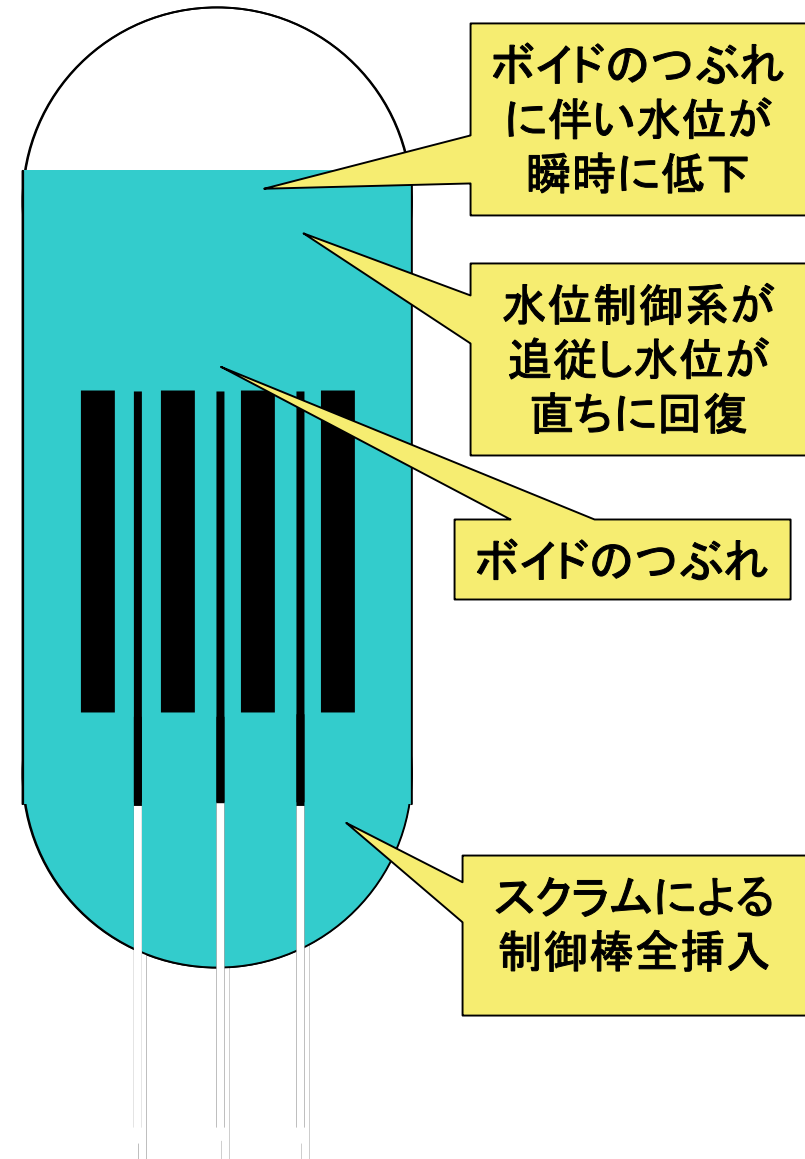 ボイドのつぶれ
に伴い水位が
瞬時に低下
水位制御系が
追従し水位が
直ちに回復
ボイドのつぶれ
スクラムによる
制御棒全挿入